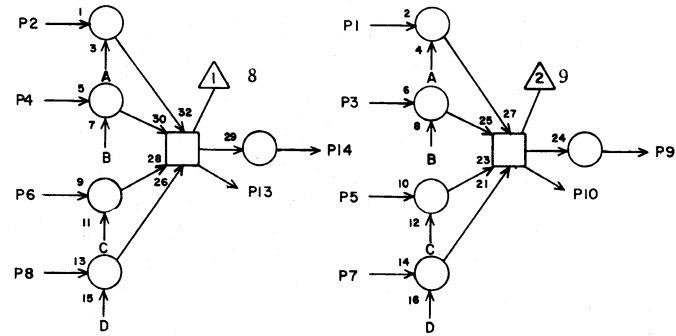 P2 1 3 A
P4 5 7 B
30 32 1 8
28 26 29 P14
P13
P6 9 11 C
P8 13 15 D
P1 2 4 A
P3 6 8 B
25 27 2 9
23 21 24 P9
P10
P5 10 12 C
P7 14 16 D